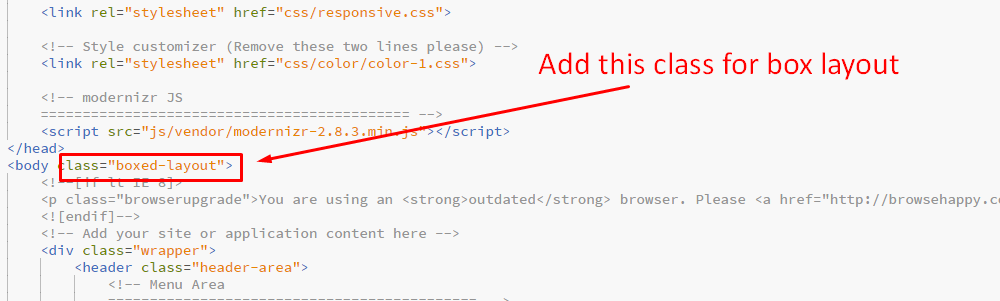 <link rel="stylesheet" href="css/responsive.css">
<!-- Style customizer (Remove these two lines please) -->
<link rel="stylesheet" href="css/color/color-1.css">
Add this class for box layout
<!-- modernizr JS
============================================ -->
<script src="js/vendor/modernizr-2.8.3.min.js"></script>
</head>
<body class="boxed-layout">
<!--[if lt IE 8]>
<p class="browserupgrade">You are using an <strong>outdated</strong> browser. Please <a href="http://browsehappy.co
<![endif]-->
<!-- Add your site or application content here -->
<div class="wrapper">
<header class="header-area">
<!-- Menu Area
============================================ -->